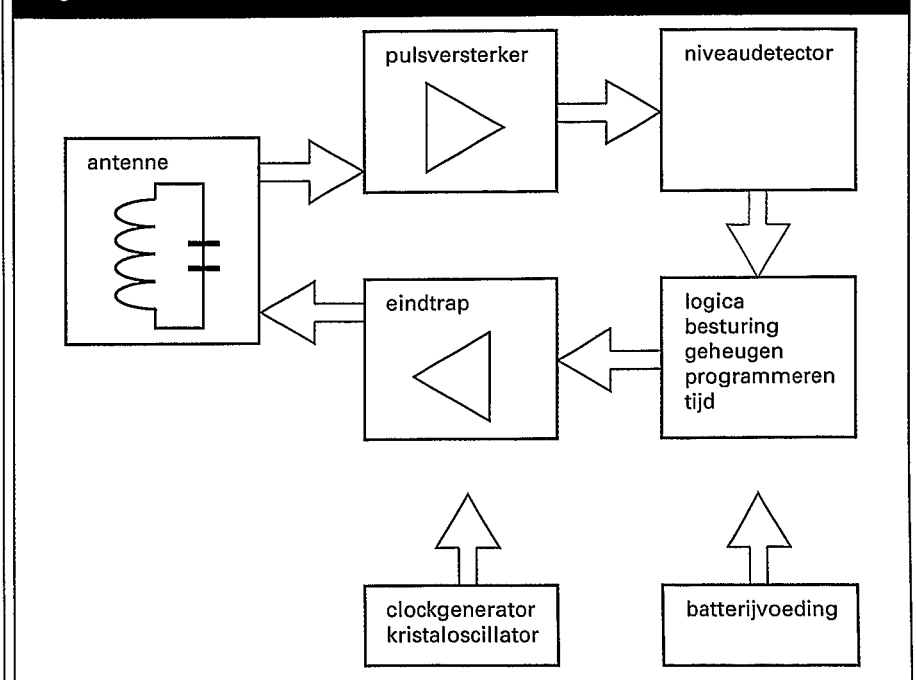 pulsversterker
niveaudetector
antenne
eindtrap
logica
besturing
geheugen
programmeren
tijd
clockgenerator
kristaloscillator
batterijvoeding